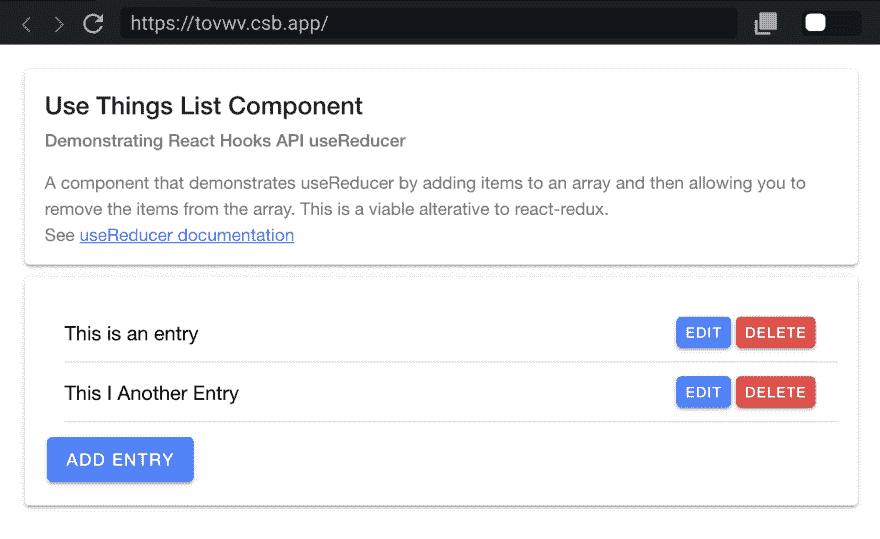 https://tovwv.csb.app/
Use Things List Component
Demonstrating React Hooks API useReducer
A component that demonstrates useReducer by adding items to an array and then allowing you to
remove the items from the array. This is a viable alterative to react-redux.
See useReducer documentation
This is an entry EDIT DELETE
This I Another Entry EDIT DELETE
ADD ENTRY